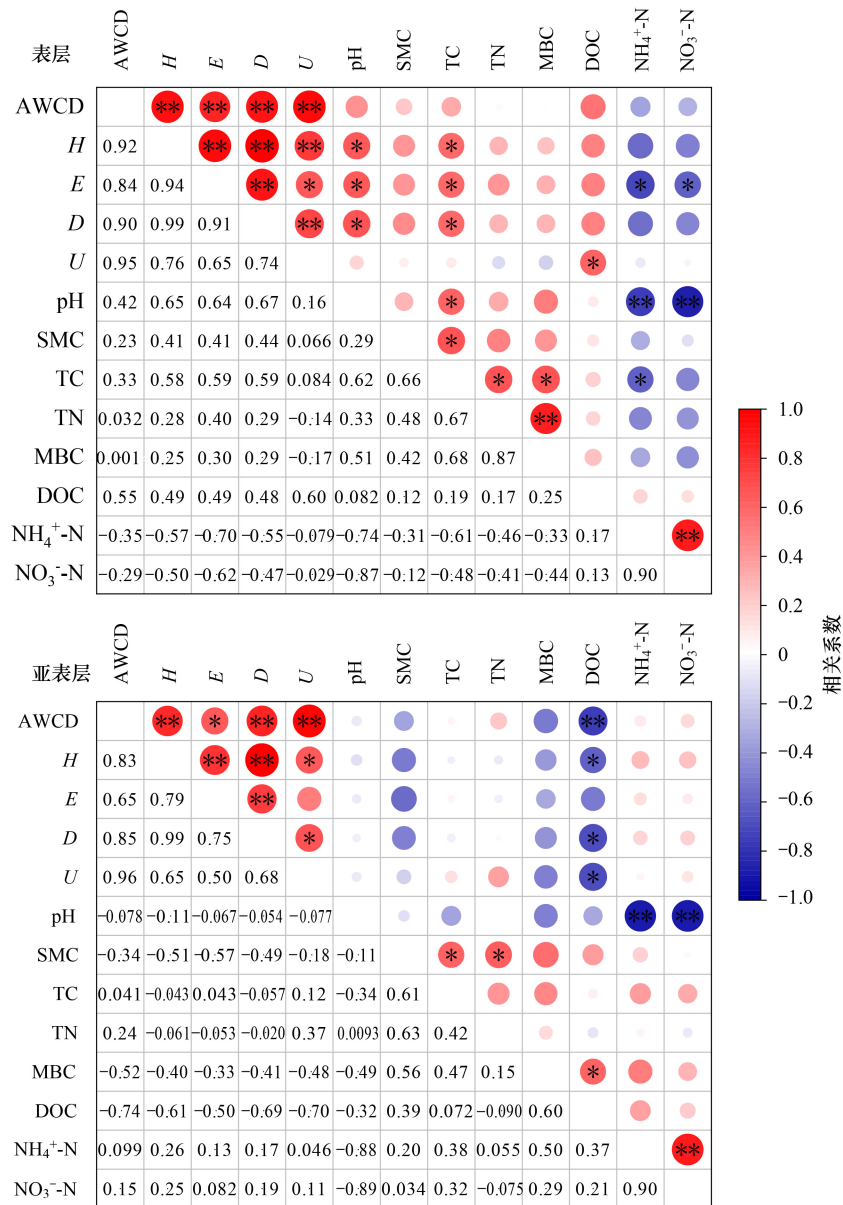 表层 AWCD H E D U pH SMC TC TN MBC DOC NH₄⁺-N NO₃⁻-N
AWCD ** ** ** **
H 0.92 ** ** ** * *
E 0.84 0.94 ** * * * * *
D 0.90 0.99 0.91 ** * *
U 0.95 0.76 0.65 0.74 *
pH 0.42 0.65 0.64 0.67 0.16 * ** **
SMC 0.23 0.41 0.41 0.44 0.066 0.29 *
TC 0.33 0.58 0.59 0.59 0.084 0.62 0.66 * * *
TN 0.032 0.28 0.40 0.29 −0.14 0.33 0.48 0.67 **
MBC 0.001 0.25 0.30 0.29 −0.17 0.51 0.42 0.68 0.87
DOC 0.55 0.49 0.49 0.48 0.60 0.082 0.12 0.19 0.17 0.25
NH₄⁺-N −0.35 −0.57 −0.70 −0.55 −0.079 −0.74 −0.31 −0.61 −0.46 −0.33 0.17 **
NO₃⁻-N −0.29 −0.50 −0.62 −0.47 −0.029 −0.87 −0.12 −0.48 −0.41 −0.44 0.13 0.90
亚表层 AWCD H E D U pH SMC TC TN MBC DOC NH₄⁺-N NO₃⁻-N
AWCD ** * ** ** **
H 0.83 ** ** * *
E 0.65 0.79 **
D 0.85 0.99 0.75 * *
U 0.96 0.65 0.50 0.68 *
pH −0.078 −0.11 −0.067 −0.054 −0.077 ** **
SMC −0.34 −0.51 −0.57 −0.49 −0.18 −0.11 * *
TC 0.041 −0.043 0.043 −0.057 0.12 −0.34 0.61
TN 0.24 −0.061 −0.053 −0.020 0.37 0.0093 0.63 0.42
MBC −0.52 −0.40 −0.33 −0.41 −0.48 −0.49 0.56 0.47 0.15 *
DOC −0.74 −0.61 −0.50 −0.69 −0.70 −0.32 0.39 0.072 −0.090 0.60
NH₄⁺-N 0.099 0.26 0.13 0.17 0.046 −0.88 0.20 0.38 0.055 0.50 0.37 **
NO₃⁻-N 0.15 0.25 0.082 0.19 0.11 −0.89 0.034 0.32 −0.075 0.29 0.21 0.90
1.0
0.8
0.6
0.4
0.2
0
−0.2
−0.4
−0.6
−0.8
−1.0
相关系数